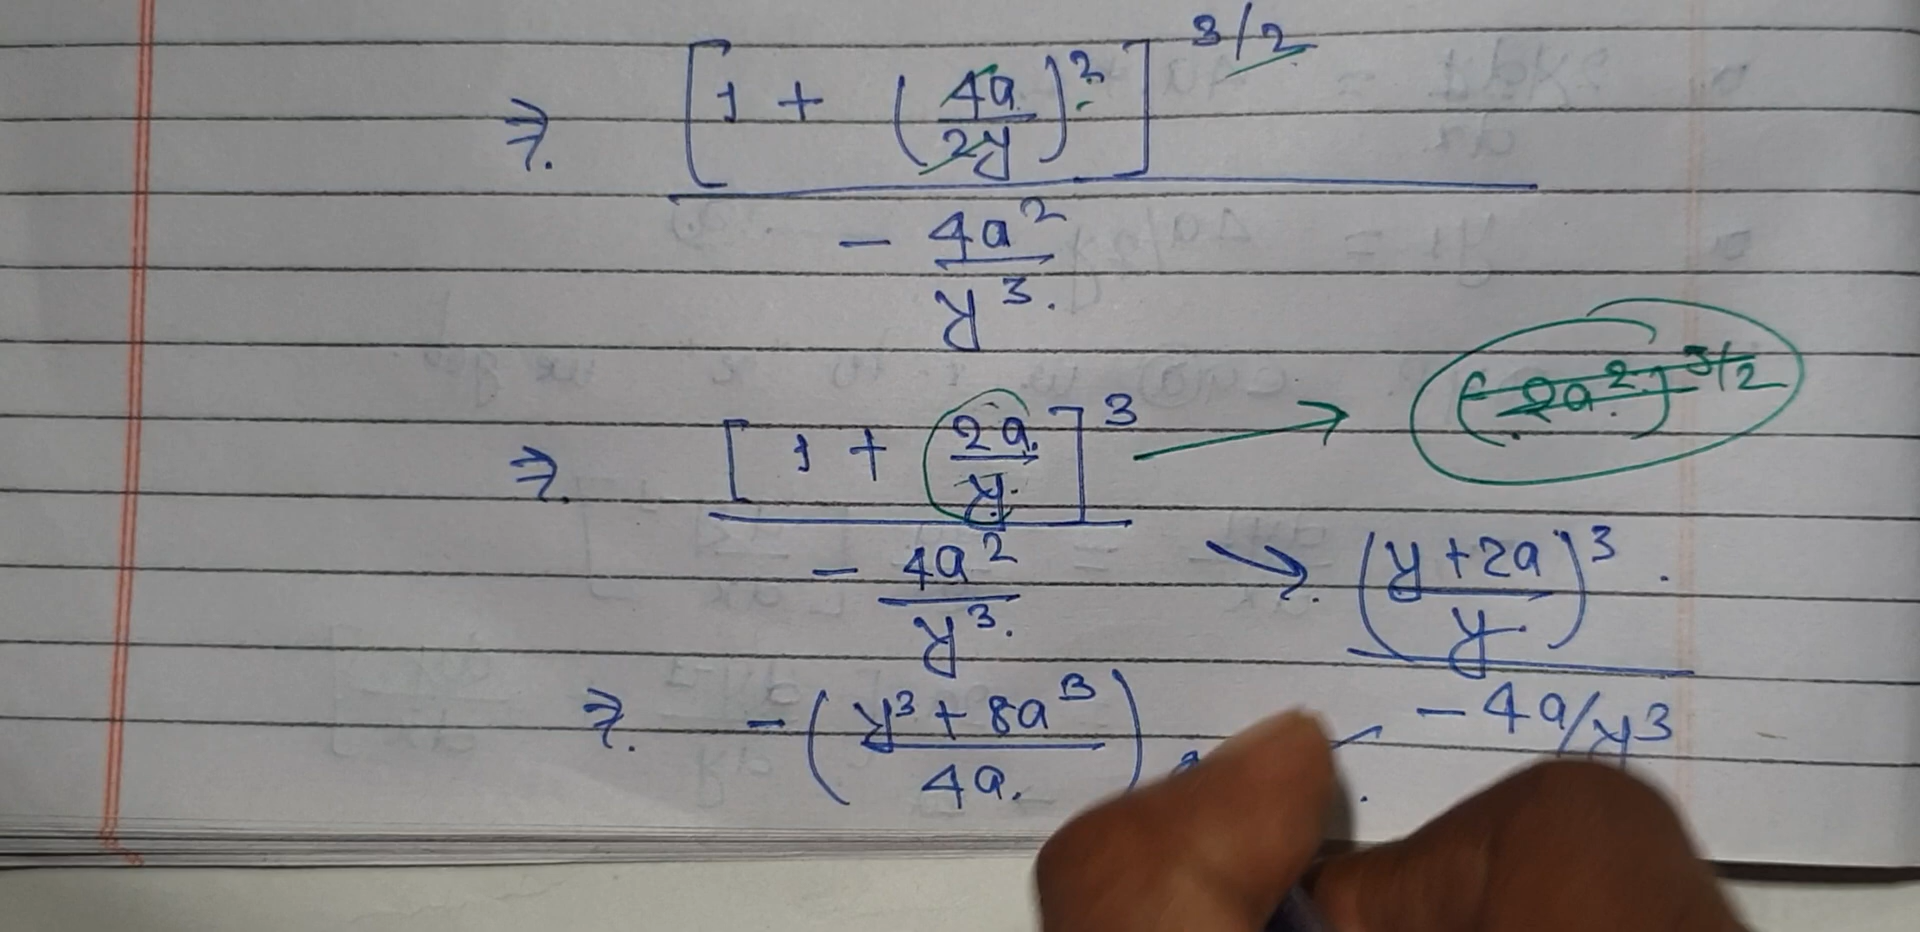 ⇒. [1 + (4a/2y)²]^3/2 / - 4a²/y³.
⇒. [1 + 2a./y.]³ / - 4a²/y³. → (2a².)^3/2
↘. (y+2a/y.)³. / - 4a/y³
⇒. - (y³ + 8a³/4a.)